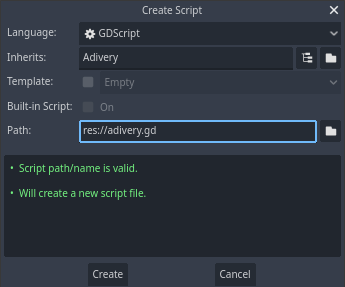 Create Script
Language: GDScript
Inherits: Adivery
Template: Empty
Built-in Script: On
Path: res://adivery.gd
• Script path/name is valid.
• Will create a new script file.
Create Cancel